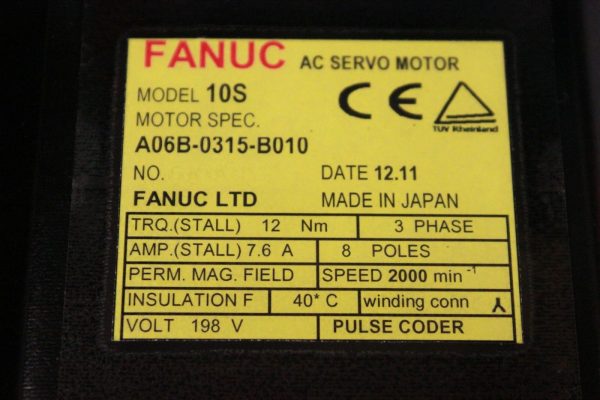 FANUC AC SERVO MOTOR
MODEL 10S
MOTOR SPEC.
A06B-0315-B010
CE
TUV Rheinland
NO. DATE 12.11
FANUC LTD MADE IN JAPAN
TRQ.(STALL) 12 Nm 3 PHASE
AMP.(STALL) 7.6 A 8 POLES
PERM. MAG. FIELD SPEED 2000 min⁻¹
INSULATION F 40* C winding conn
VOLT 198 V PULSE CODER